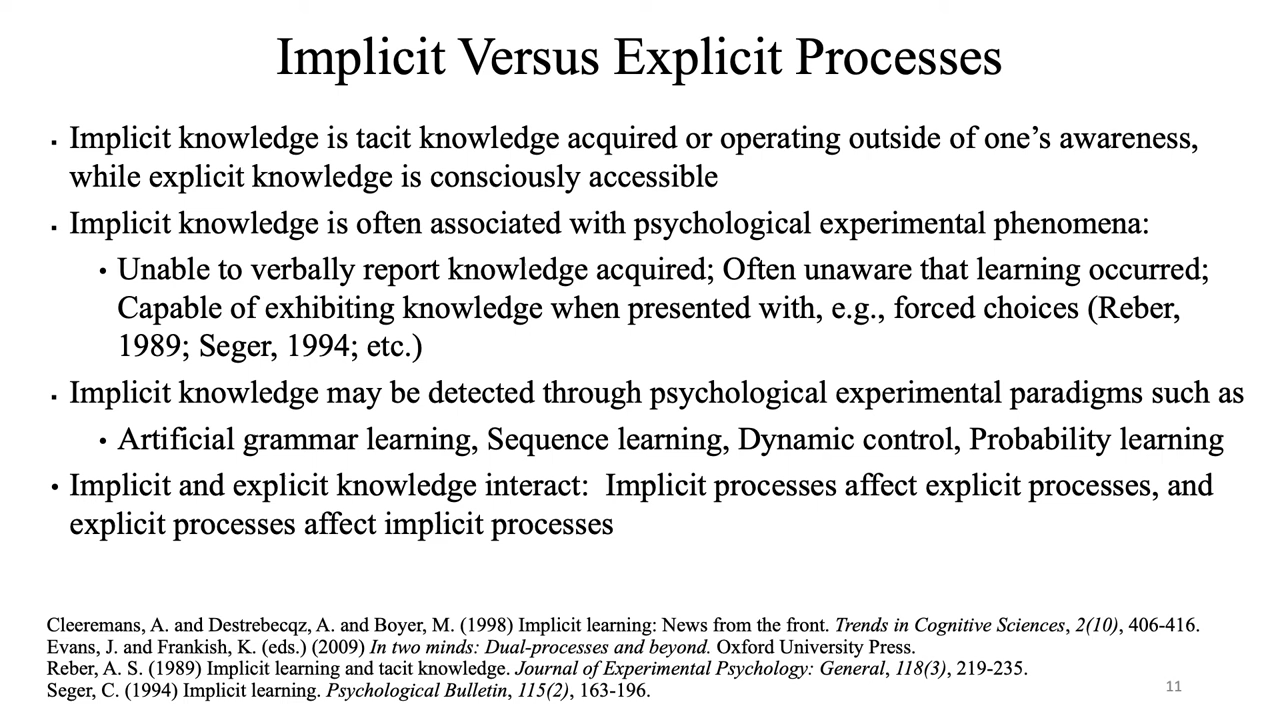 Implicit Versus Explicit Processes
▪ Implicit knowledge is tacit knowledge acquired or operating outside of one’s awareness,
while explicit knowledge is consciously accessible
▪ Implicit knowledge is often associated with psychological experimental phenomena:
• Unable to verbally report knowledge acquired; Often unaware that learning occurred;
Capable of exhibiting knowledge when presented with, e.g., forced choices (Reber,
1989; Seger, 1994; etc.)
▪ Implicit knowledge may be detected through psychological experimental paradigms such as
• Artificial grammar learning, Sequence learning, Dynamic control, Probability learning
• Implicit and explicit knowledge interact:  Implicit processes affect explicit processes, and
explicit processes affect implicit processes
Cleeremans, A. and Destrebecqz, A. and Boyer, M. (1998) Implicit learning: News from the front. Trends in Cognitive Sciences, 2(10), 406-416.
Evans, J. and Frankish, K. (eds.) (2009) In two minds: Dual-processes and beyond. Oxford University Press.
Reber, A. S. (1989) Implicit learning and tacit knowledge. Journal of Experimental Psychology: General, 118(3), 219-235.
Seger, C. (1994) Implicit learning. Psychological Bulletin, 115(2), 163-196.
11